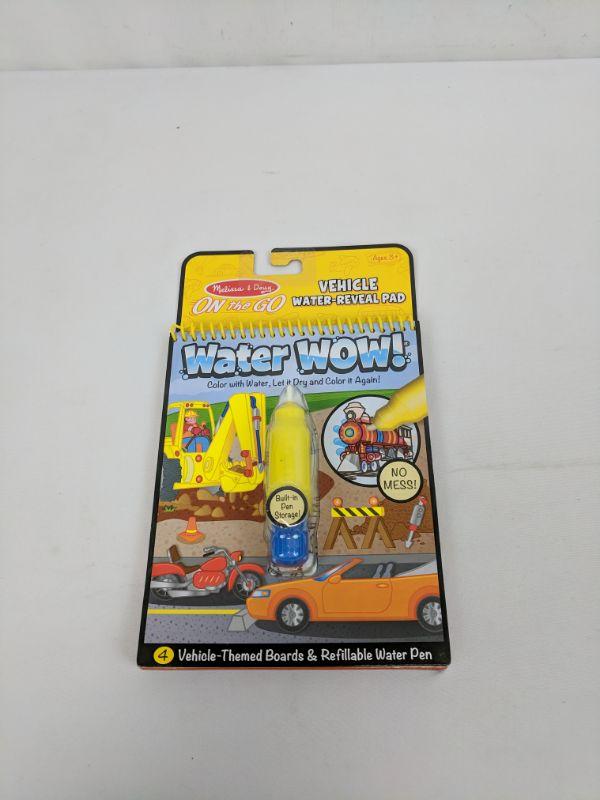 Ages 3+
Melissa & Doug
ON the GO
VEHICLE
WATER-REVEAL PAD
Water WOW!
Color with Water, Let it Dry and Color it Again!
NO
MESS!
Built-in
Pen
Storage!
4 Vehicle-Themed Boards & Refillable Water Pen